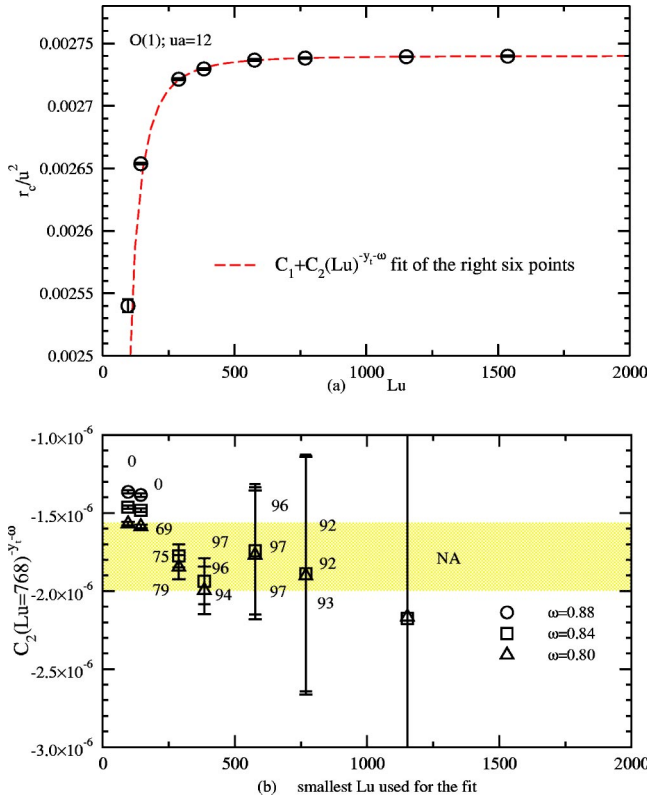 0.00275
O(1); ua=12
0.0027
0.00265
r_c/u^2
0.0026
C_1+C_2(Lu)^{-y_t-ω} fit of the right six points
0.00255
0.0025
0 500 1000 1500 2000
(a) Lu
-1.0×10^{-6}
0
0
-1.5×10^{-6}
96
69 92
97
75 97 92 NA
96
79 94 97 93
-2.0×10^{-6}
C_2(Lu=768)^{-y_t-ω}
ω=0.88
ω=0.84
ω=0.80
-2.5×10^{-6}
-3.0×10^{-6}
0 500 1000 1500 2000
(b) smallest Lu used for the fit